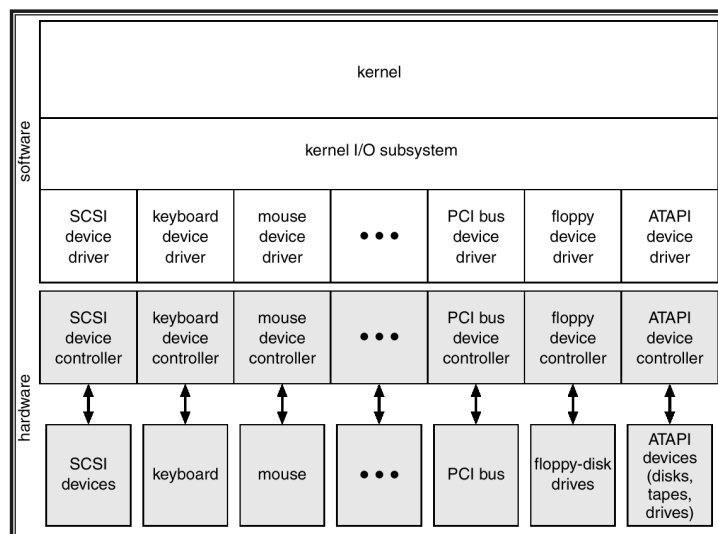 software
kernel
kernel I/O subsystem
SCSI
device
driver
keyboard
device
driver
mouse
device
driver
PCI bus
device
driver
floppy
device
driver
ATAPI
device
driver
hardware
SCSI
device
controller
keyboard
device
controller
mouse
device
controller
PCI bus
device
controller
floppy
device
controller
ATAPI
device
controller
SCSI
devices
keyboard
mouse
PCI bus
floppy-disk
drives
ATAPI
devices
(disks,
tapes,
drives)